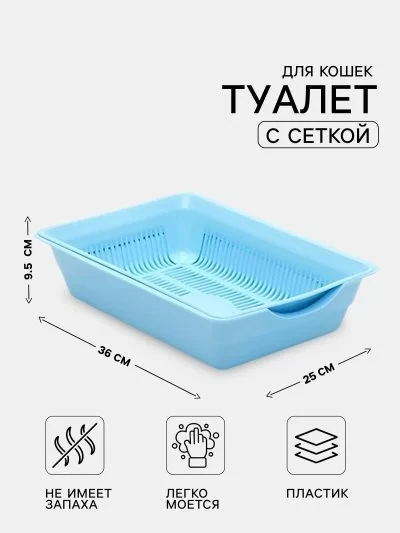 ДЛЯ КОШЕК
ТУАЛЕТ
С СЕТКОЙ
9.5 СМ
36 СМ
25 СМ
НЕ ИМЕЕТ
ЗАПАХА
ЛЕГКО
МОЕТСЯ
ПЛАСТИК